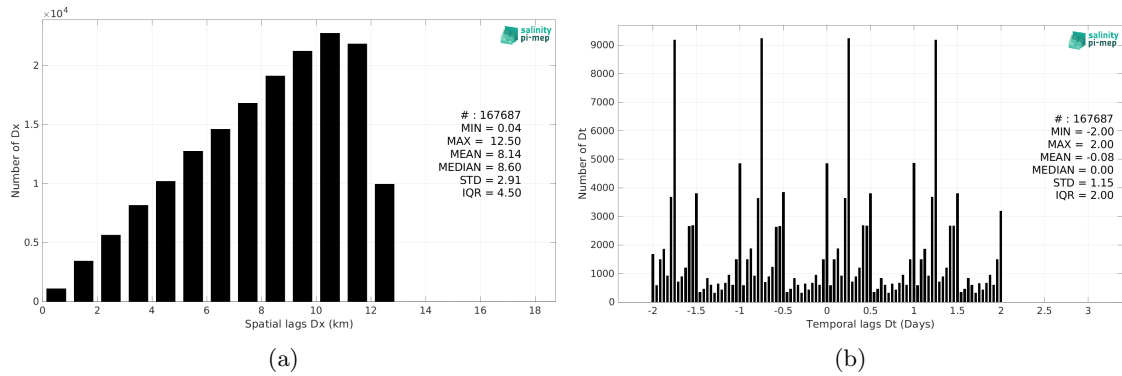 ×10⁴
2
1.5
1
0.5
0
Number of Dx
salinity
pi-mep
# : 167687
MIN = 0.04
MAX = 12.50
MEAN = 8.14
MEDIAN = 8.60
STD = 2.91
IQR = 4.50
0 2 4 6 8 10 12 14 16 18
Spatial lags Dx (km)
(a)
9000
8000
7000
6000
5000
4000
3000
2000
1000
0
Number of Dt
salinity
pi-mep
# : 167687
MIN = -2.00
MAX = 2.00
MEAN = -0.08
MEDIAN = 0.00
STD = 1.15
IQR = 2.00
-2 -1.5 -1 -0.5 0 0.5 1 1.5 2 2.5 3
Temporal lags Dt (Days)
(b)